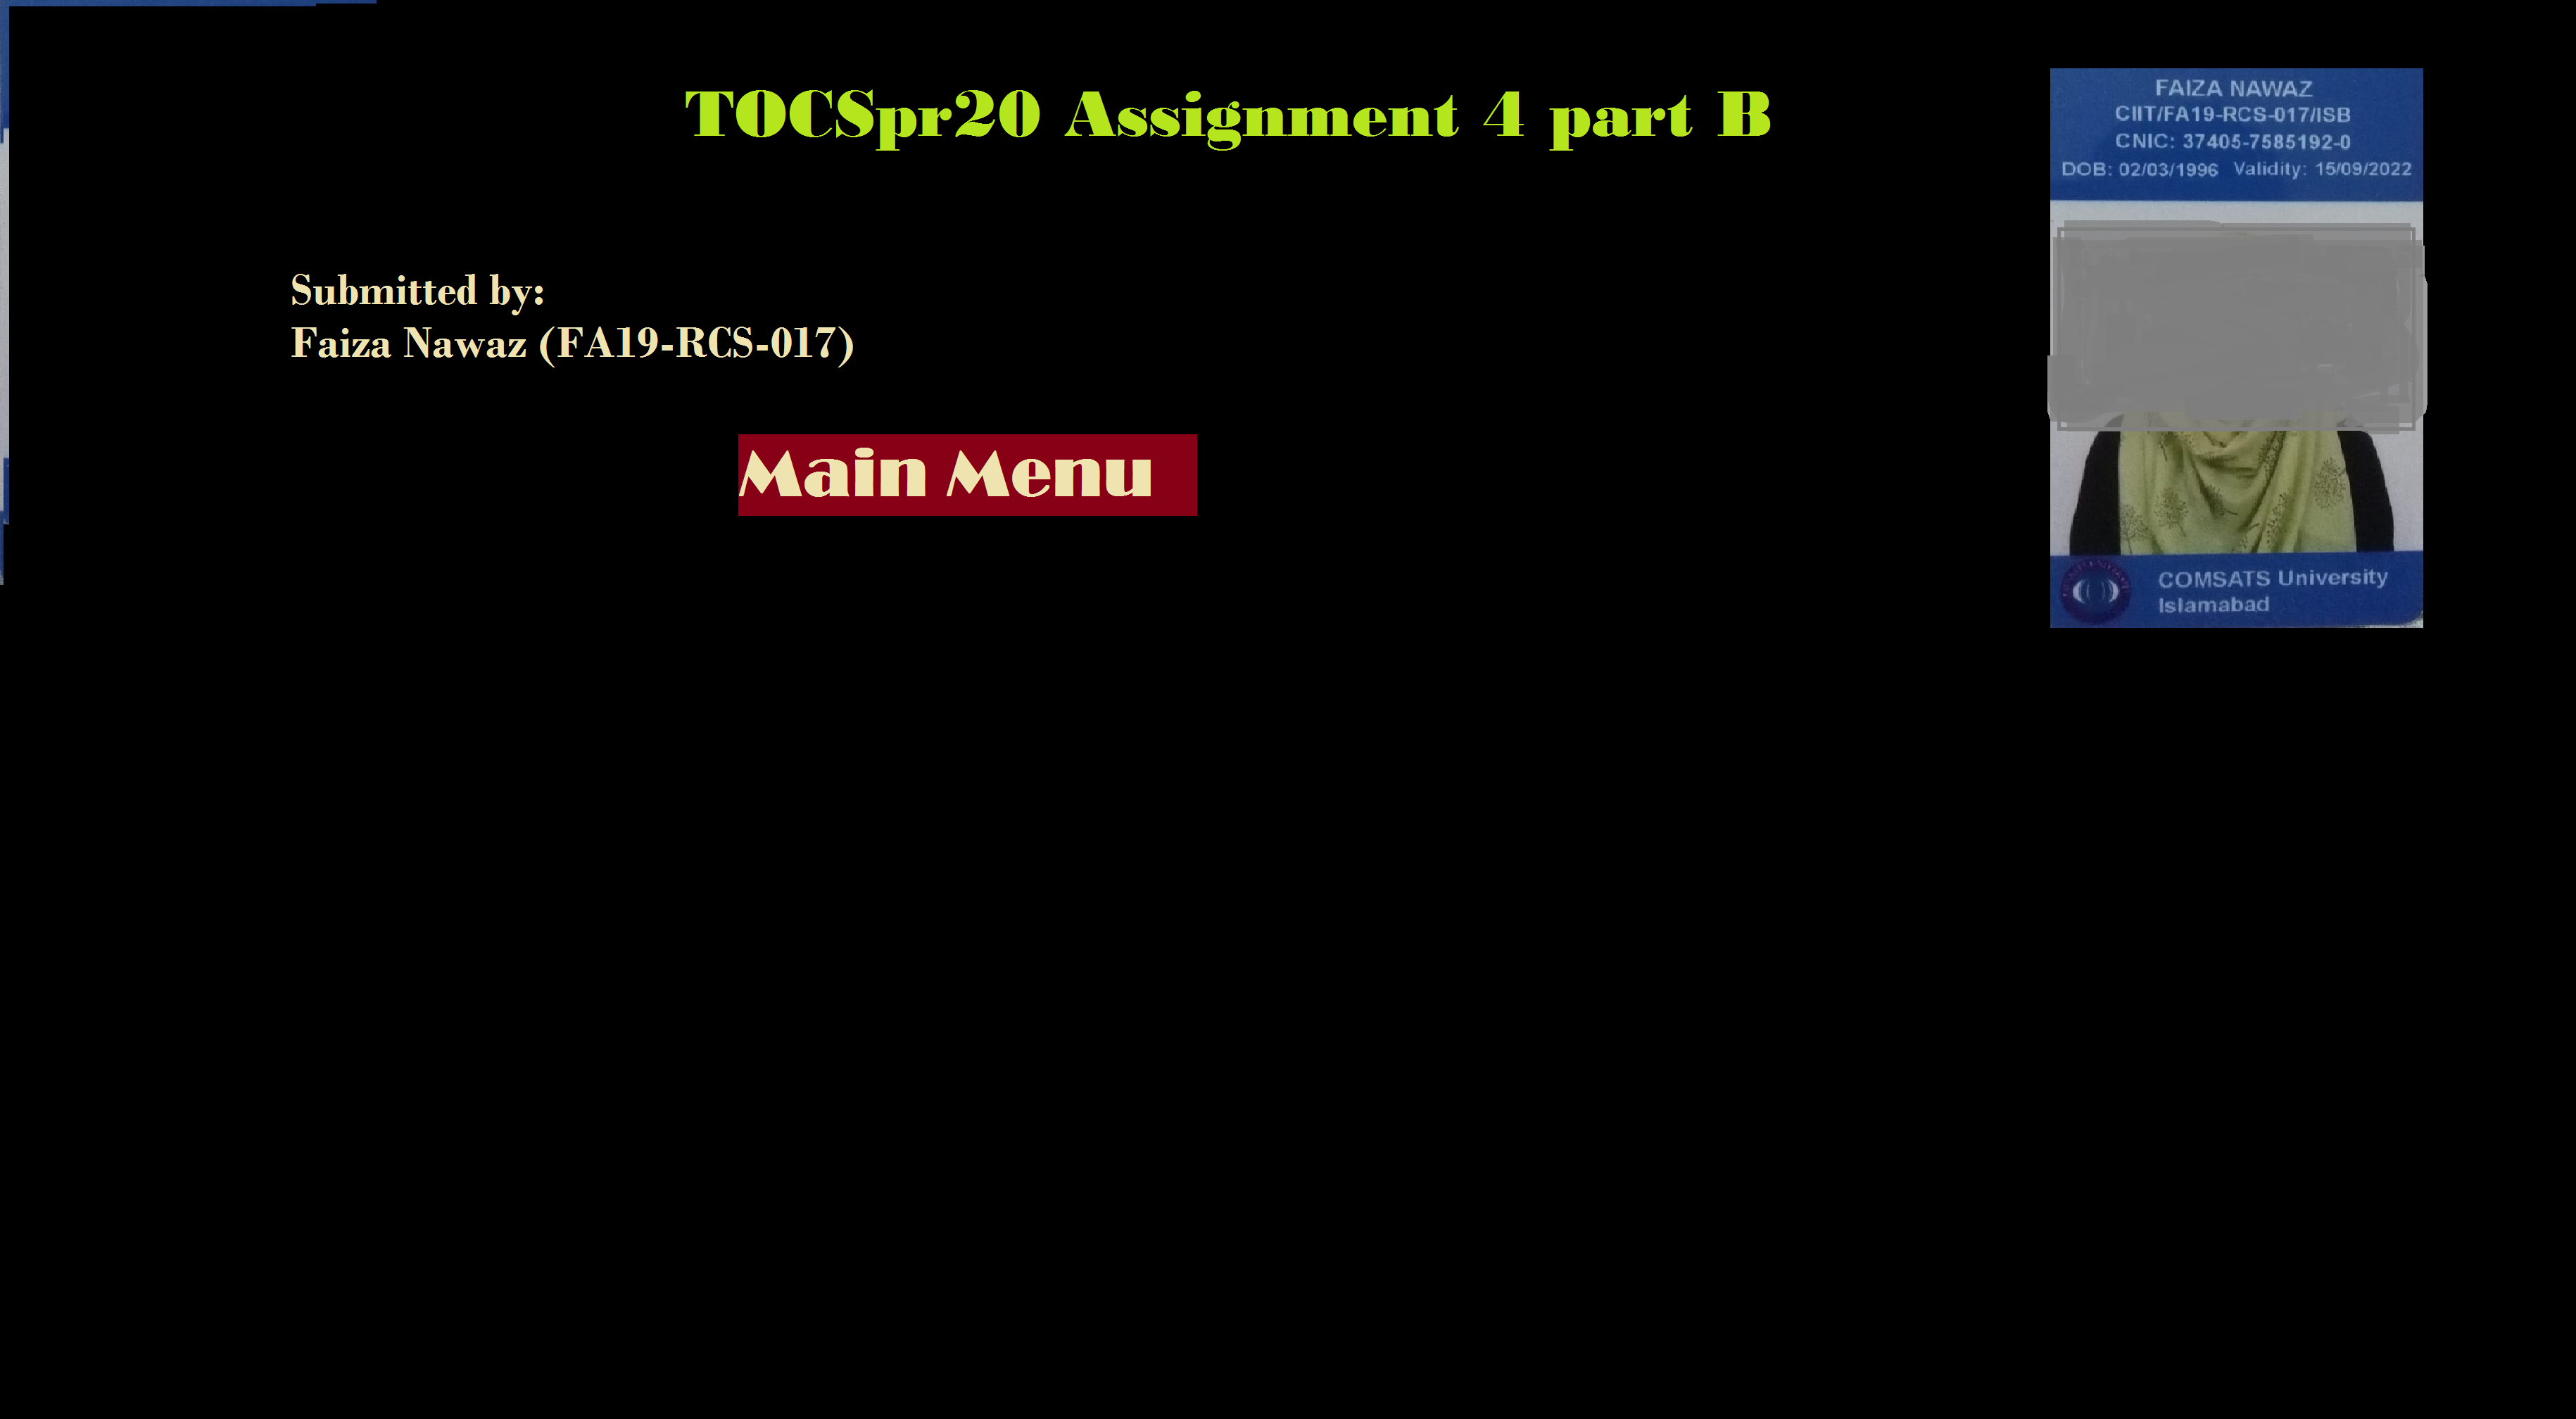 TOCSpr20 Assignment 4 part B
Submitted by:
Faiza Nawaz (FA19-RCS-017)
Main Menu
FAIZA NAWAZ
CIIT/FA19-RCS-017/ISB
CNIC: 37405-7585192-0
DOB: 02/03/1996 Validity: 15/09/2022
COMSATS University
Islamabad